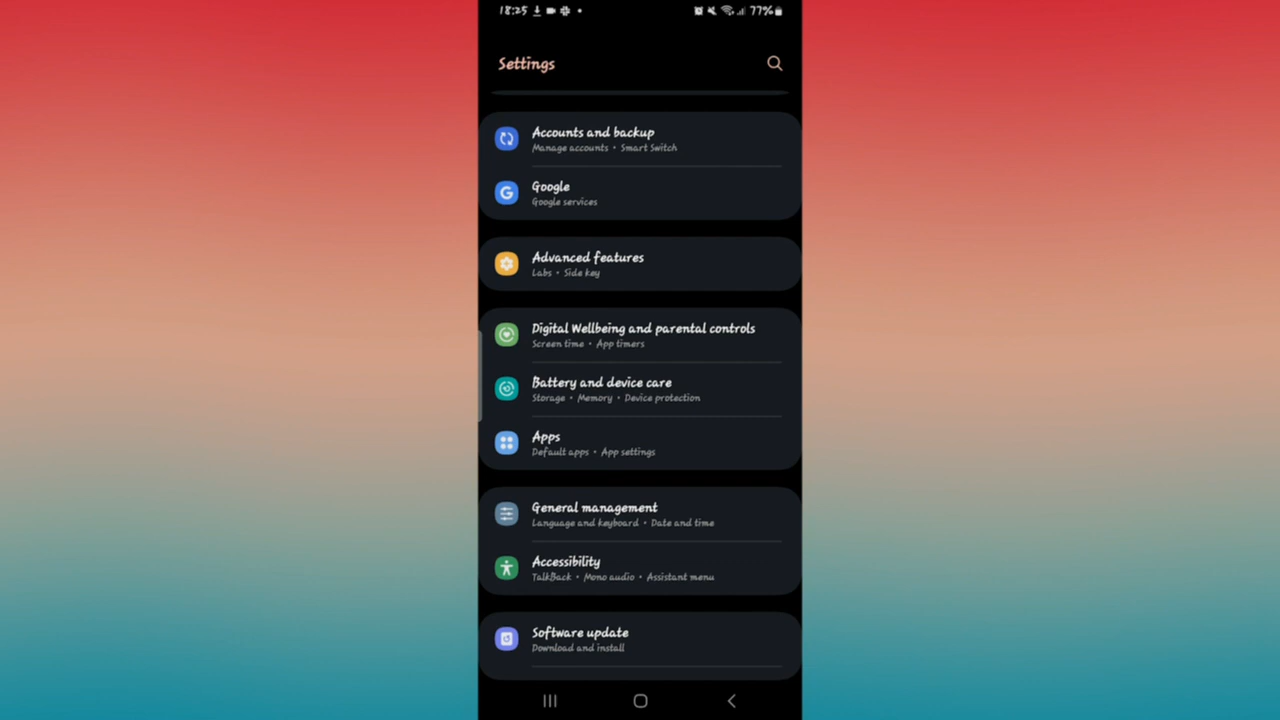 18:25
77%
Settings
Accounts and backup
Manage accounts • Smart Switch
Google
Google services
Advanced features
Labs • Side key
Digital Wellbeing and parental controls
Screen time • App timers
Battery and device care
Storage • Memory • Device protection
Apps
Default apps • App settings
General management
Language and keyboard • Date and time
Accessibility
TalkBack • Mono audio • Assistant menu
Software update
Download and install